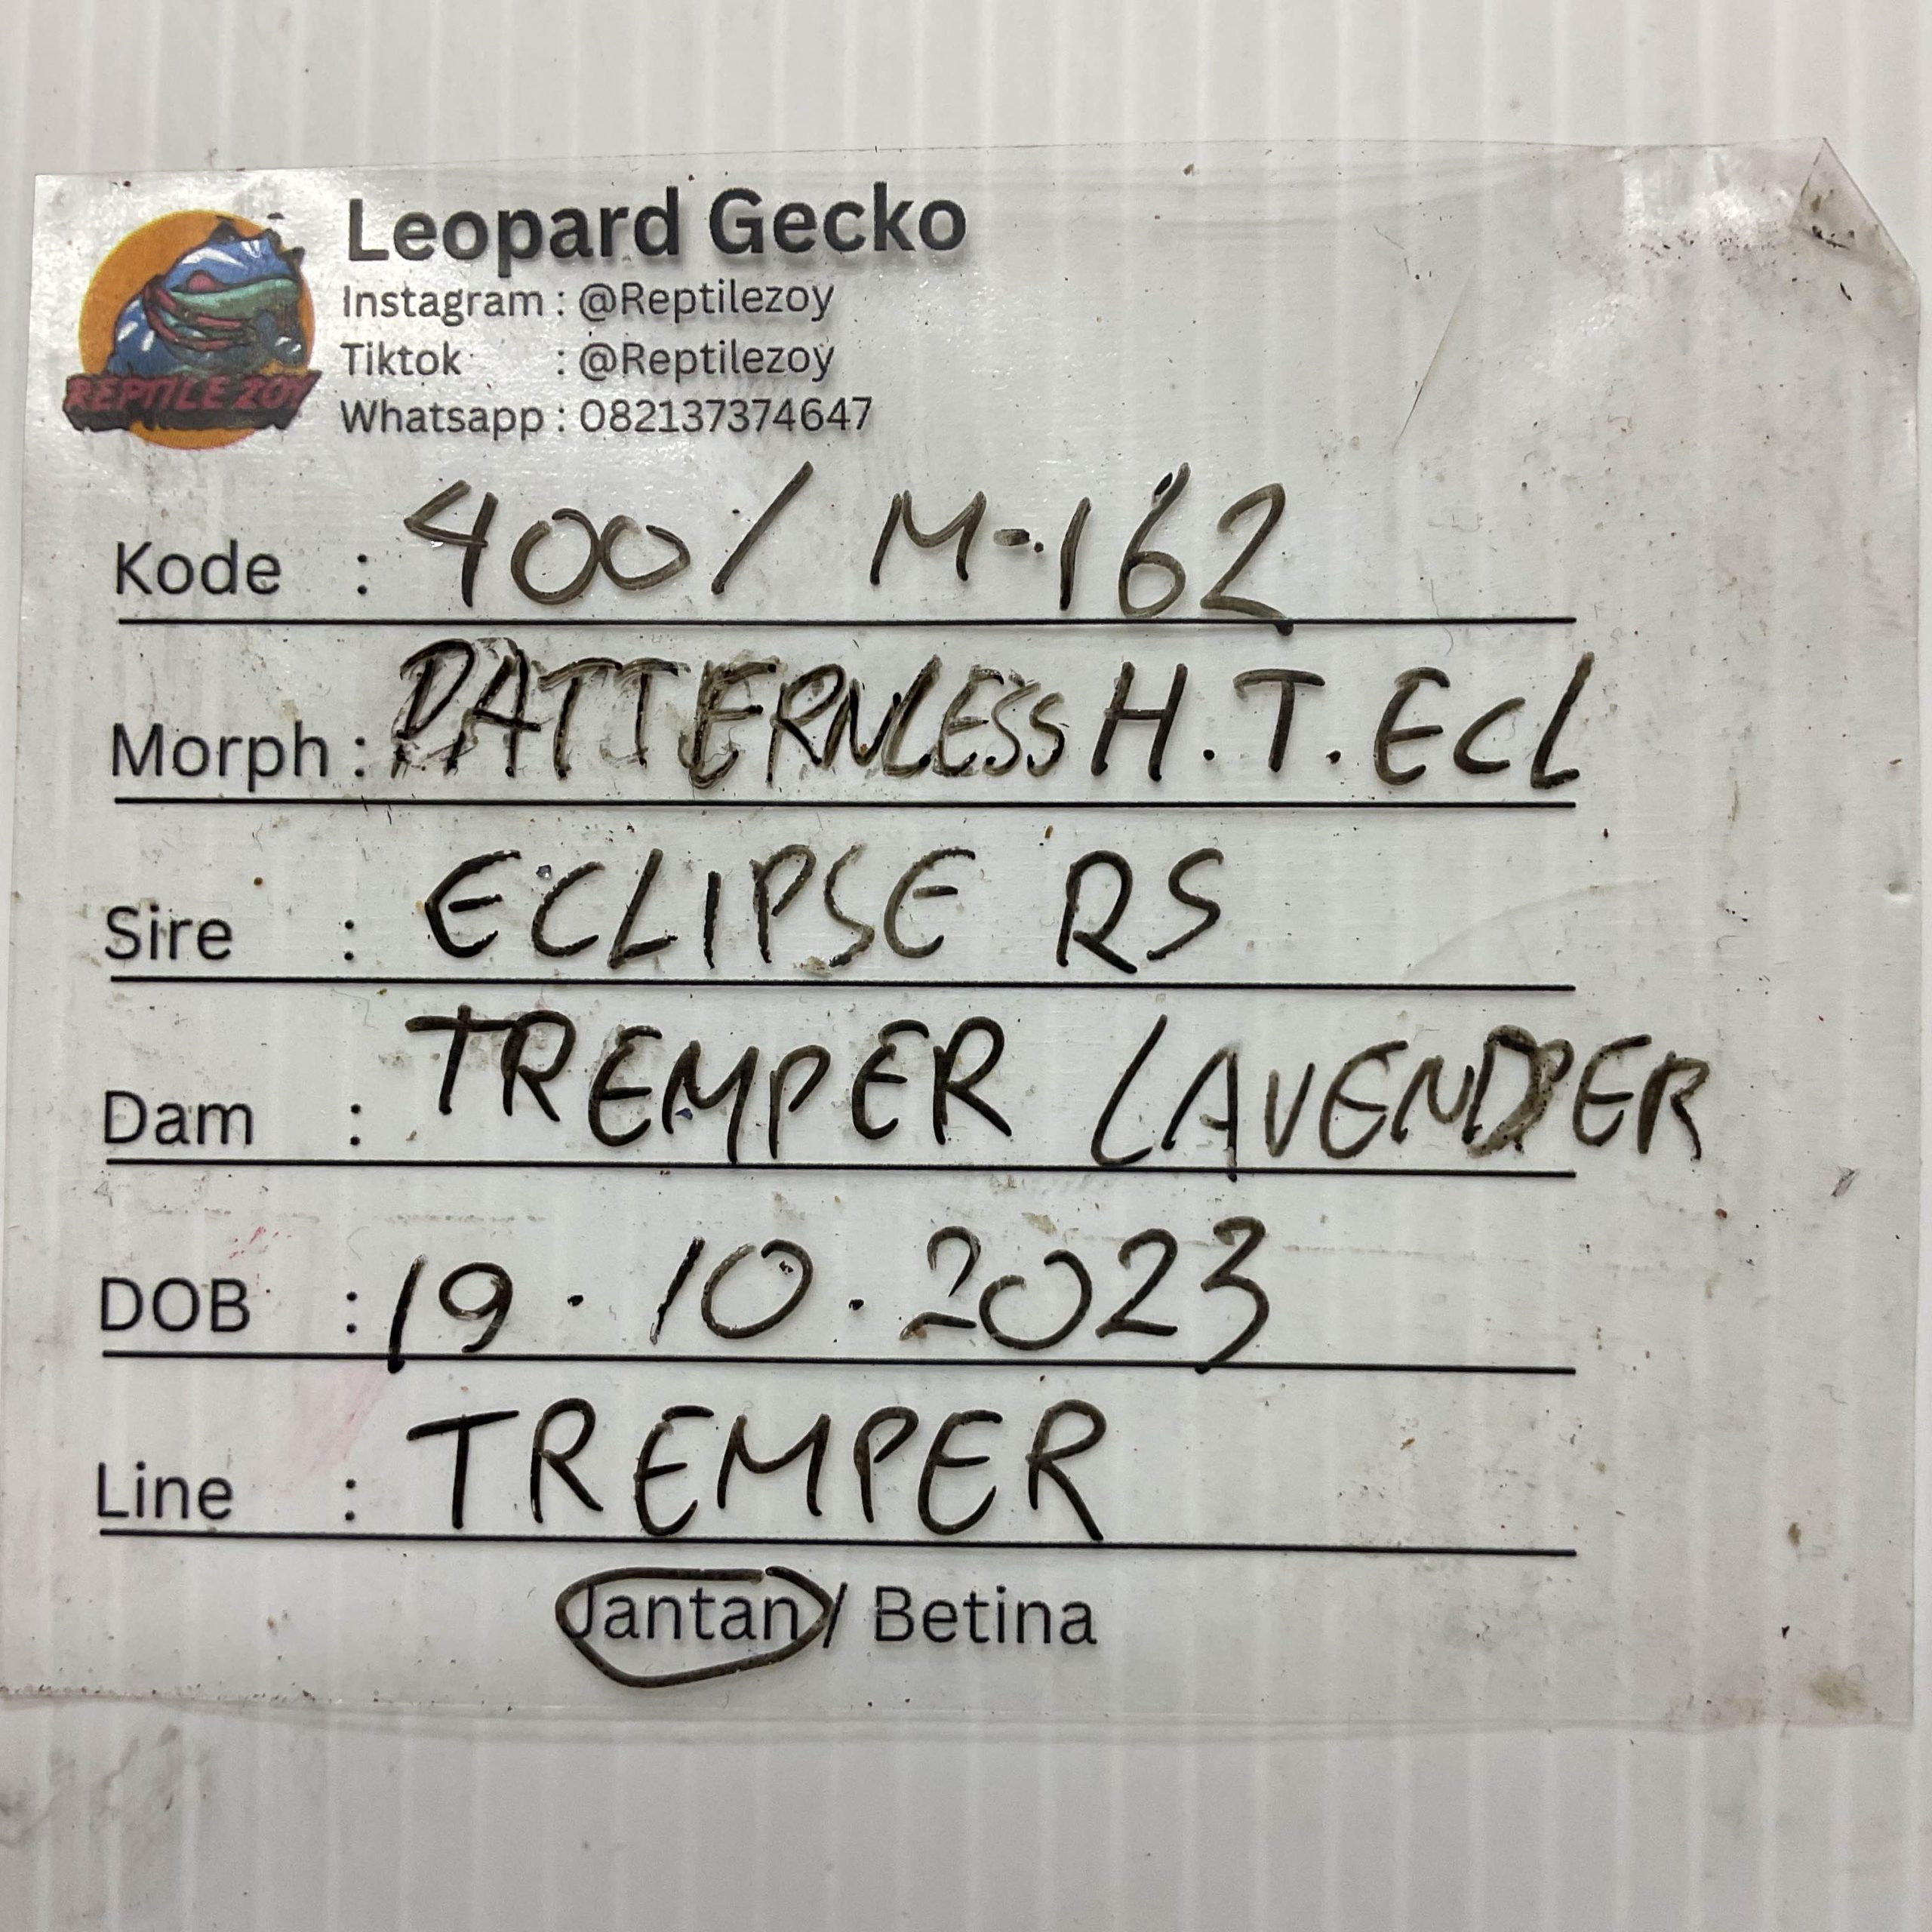 REPTILE ZOY
Leopard Gecko
Instagram : @Reptilezoy
Tiktok : @Reptilezoy
Whatsapp : 082137374647
Kode : 400/ M-162
Morph : PATTERNLESS H.T.ECL
Sire : ECLIPSE RS
Dam : TREMPER LAVENDER
DOB : 19.10.2023
Line : TREMPER
Jantan / Betina